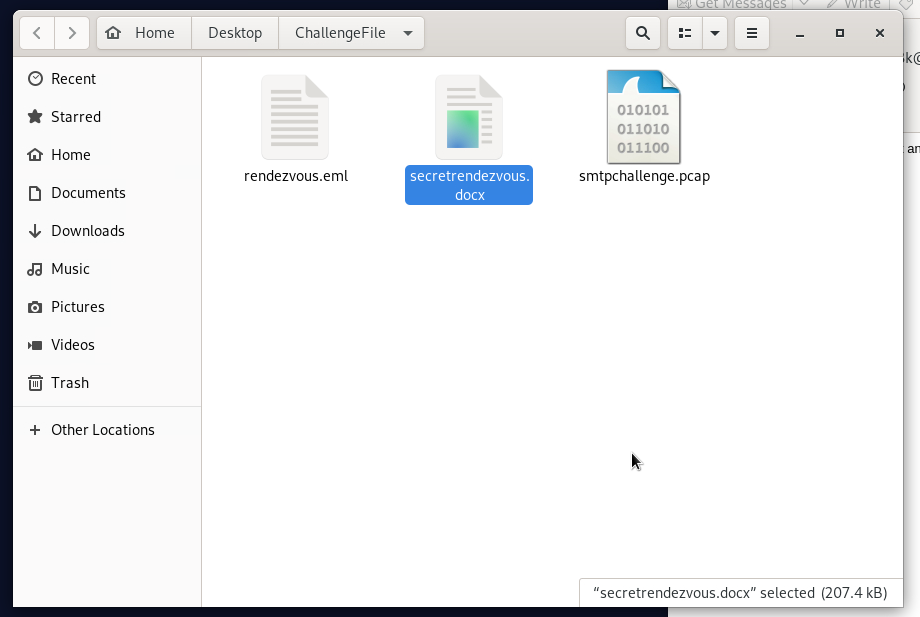 Get Messages Write
Home Desktop ChallengeFile
k@
Recent
Starred
Home
Documents
Downloads
Music
Pictures
Videos
Trash
Other Locations
010101
011010
011100
rendezvous.eml
secretrendezvous.
docx
smtpchallenge.pcap
an
"secretrendezvous.docx" selected (207.4 kB)